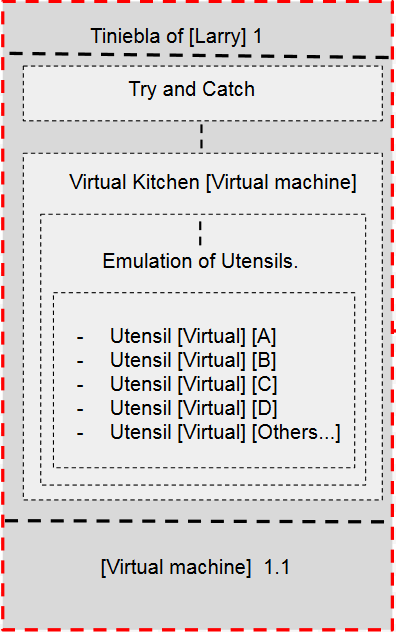 Tiniebla of [Larry] 1
Try and Catch
Virtual Kitchen [Virtual machine]
Emulation of Utensils.
- Utensil [Virtual] [A]
- Utensil [Virtual] [B]
- Utensil [Virtual] [C]
- Utensil [Virtual] [D]
- Utensil [Virtual] [Others...]
[Virtual machine] 1.1